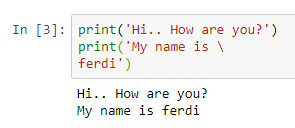 In [3]: print('Hi.. How are you?')
print('My name is \
ferdi')
Hi.. How are you?
My name is ferdi